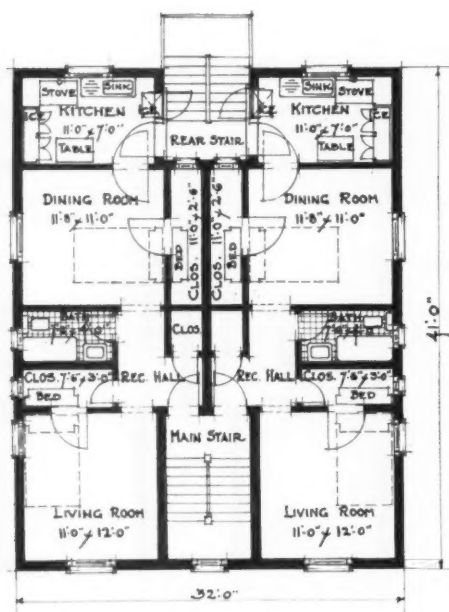 STOVE SINK
KITCHEN
11'-0" x 7'-0"
ICE
TABLE
SINK STOVE
KITCHEN
11'-0" x 7'-0"
ICE
TABLE
REAR STAIR
DINING ROOM
11'-8" x 11'-0"
CLOS. 11'-0" x 2'-6"
BED
CLOS. 11'-0" x 2'-6"
BED
DINING ROOM
11'-8" x 11'-0"
41'-0"
BATH
CLOS.
BATH
CLOS. 7'-6" x 3'-0"
BED
REC. HALL
REC. HALL
CLOS. 7'-6" x 3'-0"
BED
MAIN STAIR
LIVING ROOM
11'-0" x 12'-0"
LIVING ROOM
11'-0" x 12'-0"
32'-0"